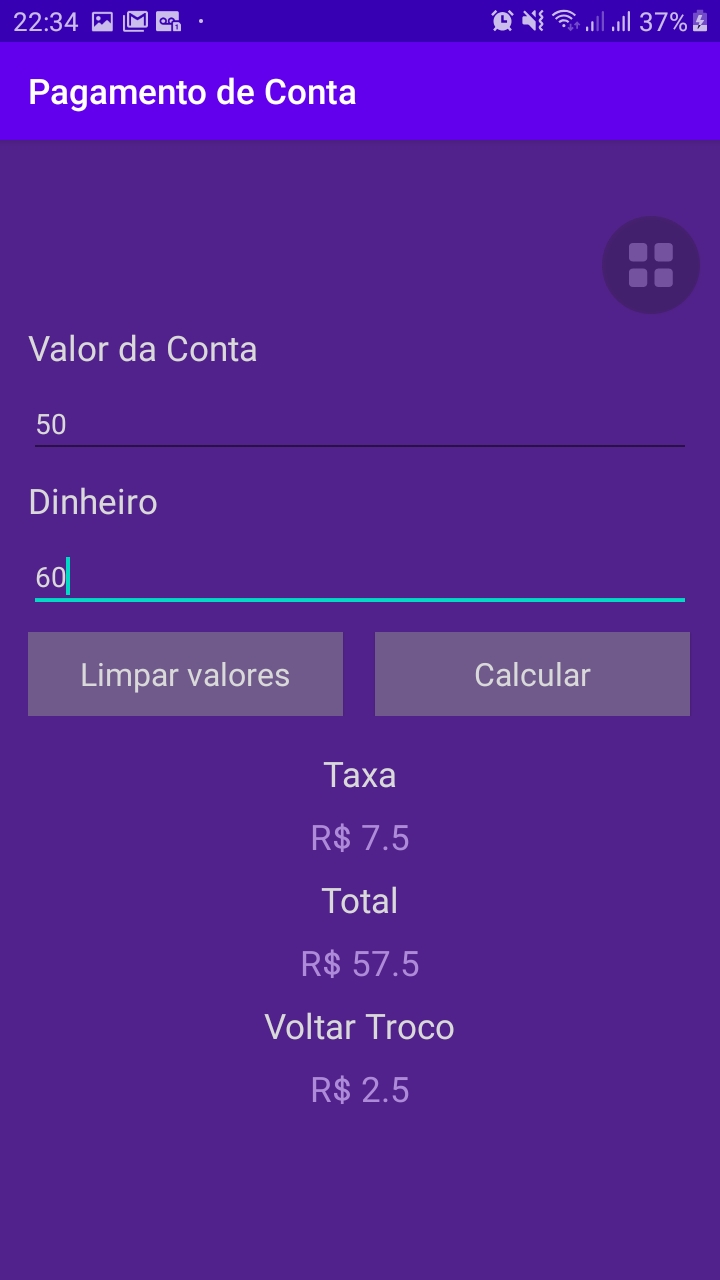 22:34 37%
Pagamento de Conta
Valor da Conta
50
Dinheiro
60
Limpar valores Calcular
Taxa
R$ 7.5
Total
R$ 57.5
Voltar Troco
R$ 2.5